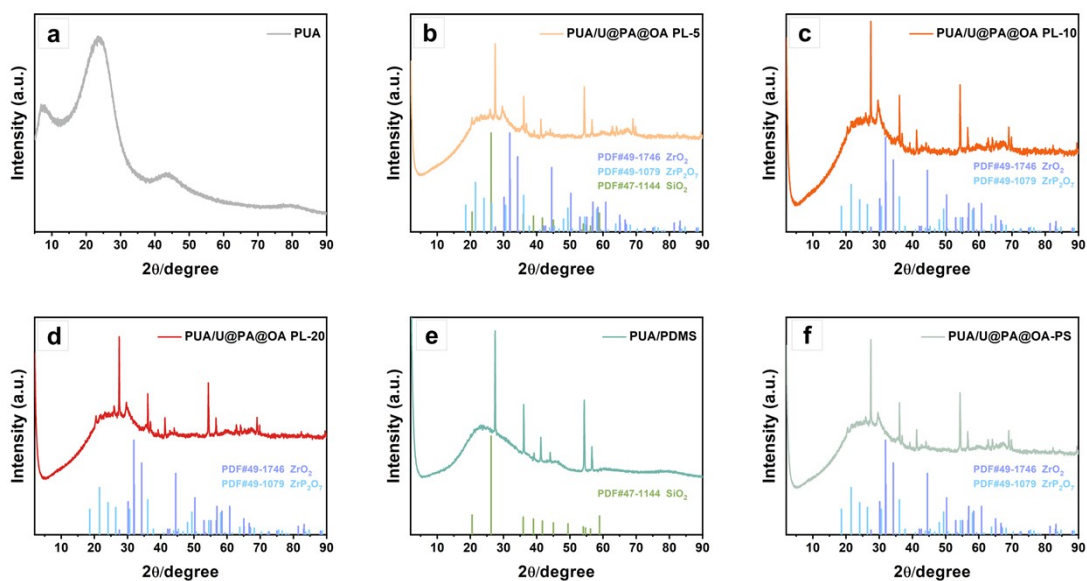 a
PUA
Intensity (a.u.)
10 20 30 40 50 60 70 80 90
2θ/degree
b
PUA/U@PA@OA PL-5
Intensity (a.u.)
PDF#49-1746 ZrO₂
PDF#49-1079 ZrP₂O₇
PDF#47-1144 SiO₂
10 20 30 40 50 60 70 80 90
2θ/degree
c
PUA/U@PA@OA PL-10
Intensity (a.u.)
PDF#49-1746 ZrO₂
PDF#49-1079 ZrP₂O₇
10 20 30 40 50 60 70 80 90
2θ/degree
d
PUA/U@PA@OA PL-20
Intensity (a.u.)
PDF#49-1746 ZrO₂
PDF#49-1079 ZrP₂O₇
10 20 30 40 50 60 70 80 90
2θ/degree
e
PUA/PDMS
Intensity (a.u.)
PDF#47-1144 SiO₂
10 20 30 40 50 60 70 80 90
2θ/degree
f
PUA/U@PA@OA-PS
Intensity (a.u.)
PDF#49-1746 ZrO₂
PDF#49-1079 ZrP₂O₇
10 20 30 40 50 60 70 80 90
2θ/degree